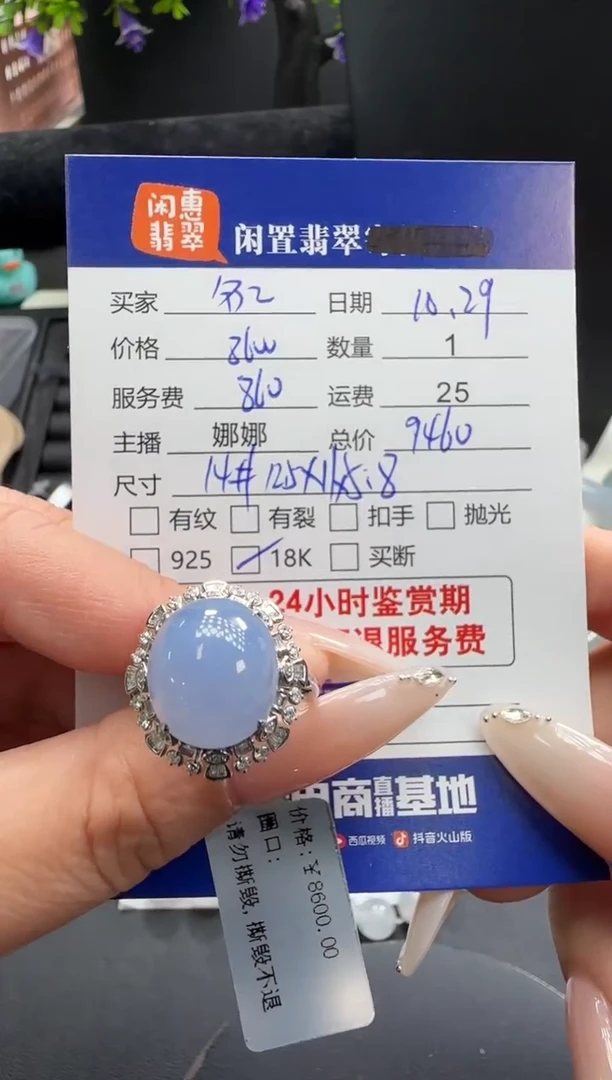 闲惠
翡翠
闲置翡翠
买家 日期 10.29
价格 8600 数量 1
服务费 860 运费 25
主播 娜娜 总价 9460
尺寸 14#
有纹 有裂 扣手 抛光
925 18K 买断
24小时鉴赏期
退服务费
电商直播基地
西瓜视频 抖音火山版
价格：￥8600.00
圈口：
请勿撕毁，撕毁不退